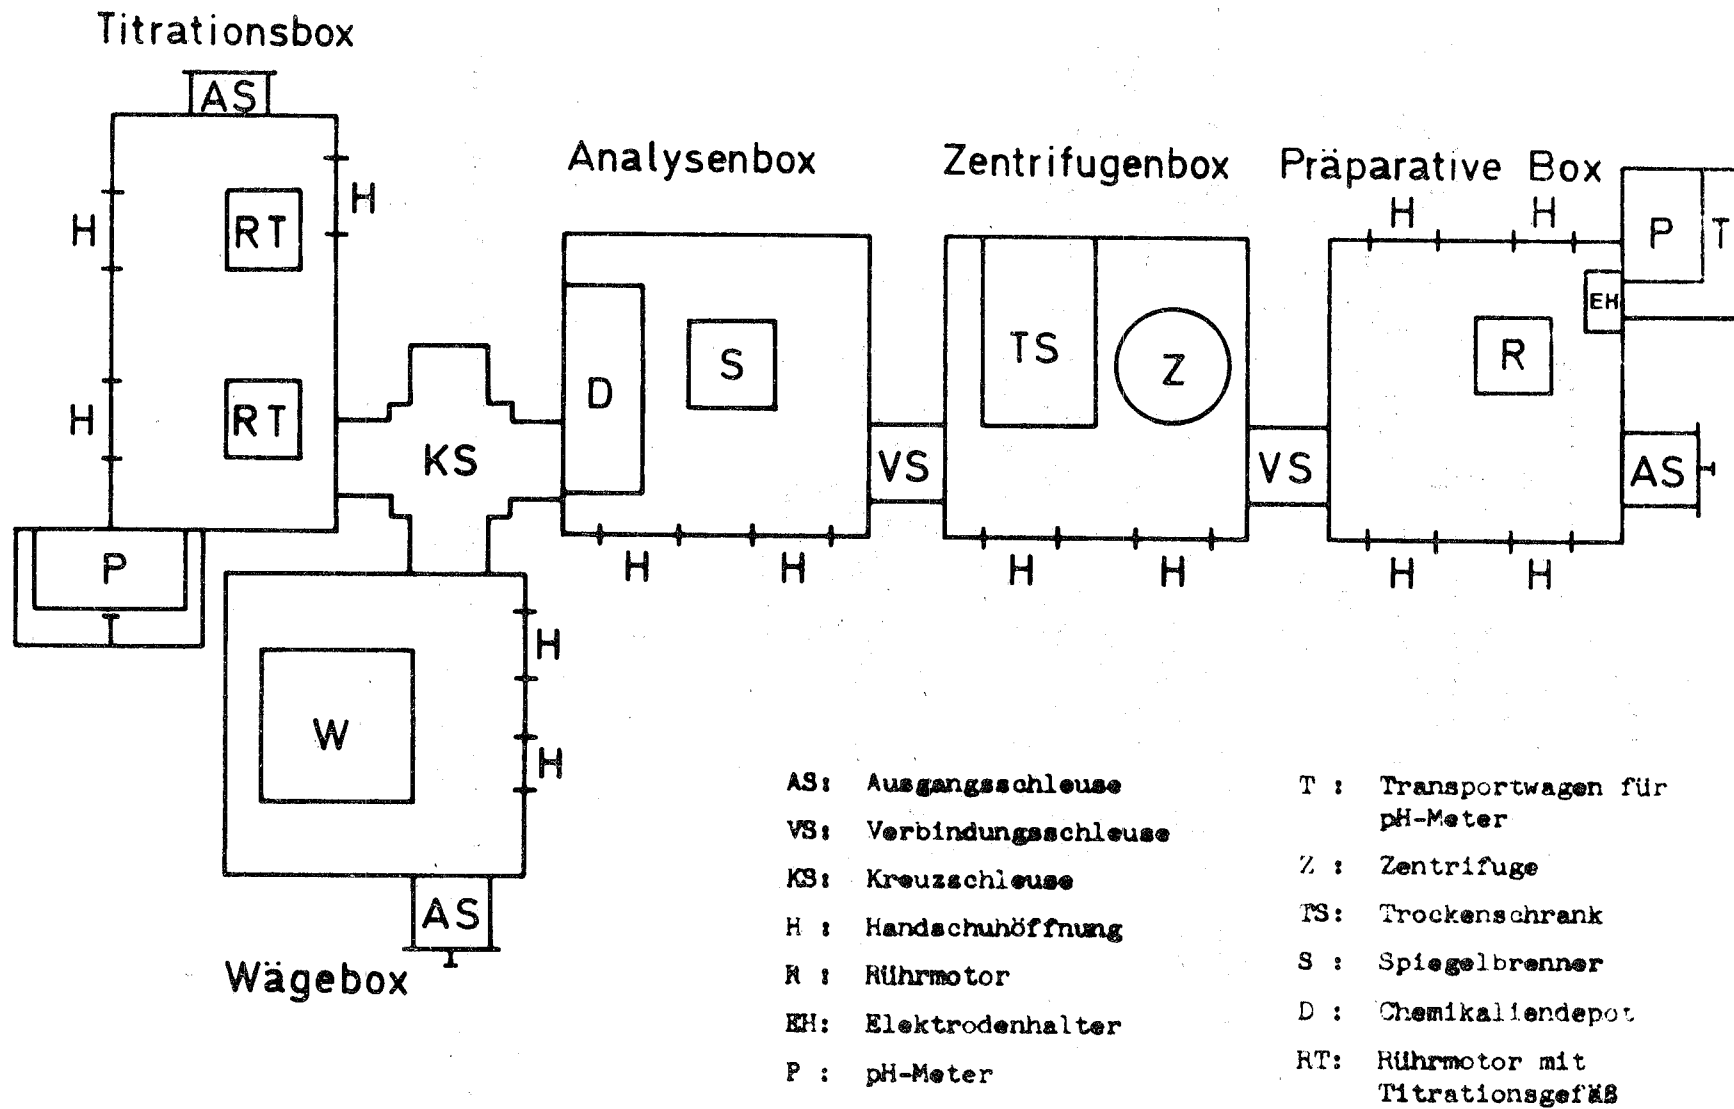 Titrationsbox
AS
H
RT
H
H
RT
P
T
KS
Analysenbox
D
S
H
H
VS
Zentrifugenbox
TS
Z
H
H
VS
Präparative Box
H
H
P
T
EH
R
AS
H
H
W
H
H
AS
Wägebox
AS: Ausgangsschleuse
VS: Verbindungsschleuse
KS: Kreuzschleuse
H : Handschuhöffnung
R : Rührmotor
EH: Elektrodenhalter
P : pH-Meter
T : Transportwagen für
pH-Meter
Z : Zentrifuge
TS: Trockenschrank
S : Spiegelbrenner
D : Chemikaliendepot
RT: Rührmotor mit
Titrationsgefäß